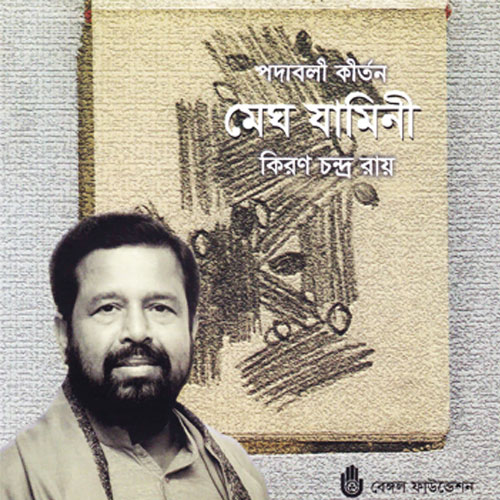 পদাবলী কীর্তন
মেঘ যামিনী
কিরণ চন্দ্র রায়
বেঙ্গল ফাউন্ডেশন